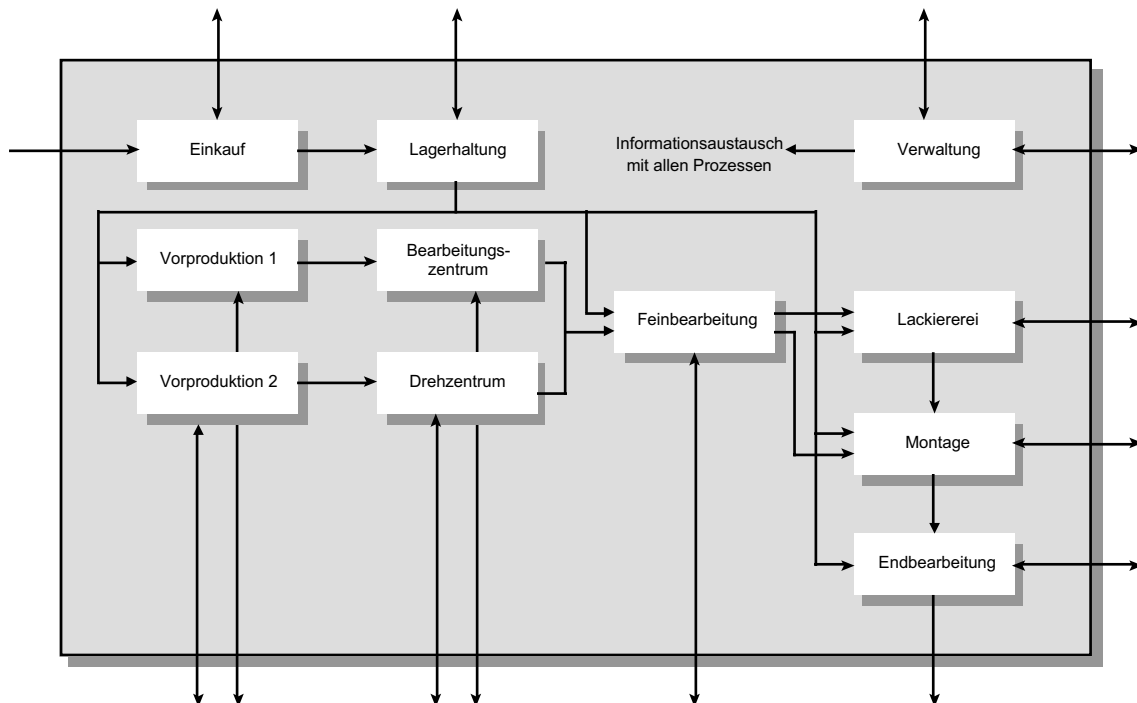 Einkauf
Lagerhaltung
Informationsaustausch
mit allen Prozessen
Verwaltung
Vorproduktion 1
Bearbeitungs-
zentrum
Feinbearbeitung
Lackiererei
Vorproduktion 2
Drehzentrum
Montage
Endbearbeitung